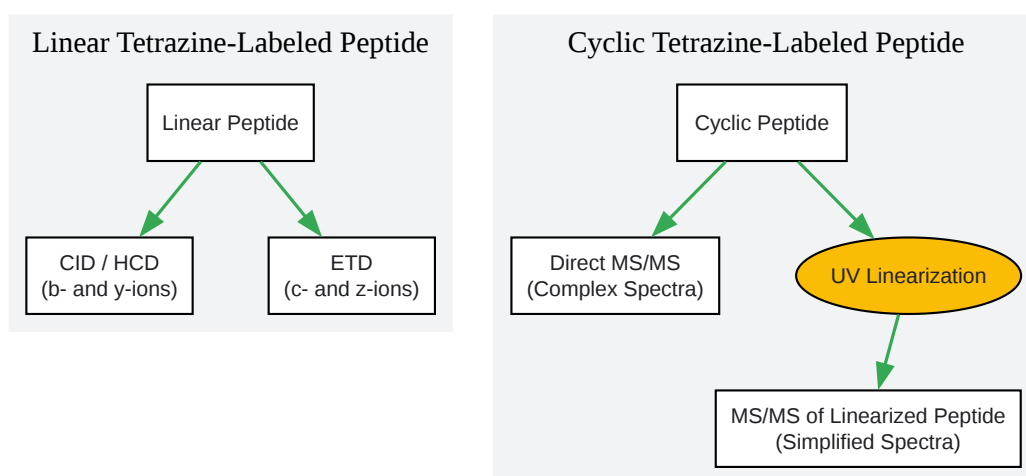 Linear Tetrazine-Labeled Peptide
Linear Peptide
CID / HCD
(b- and y-ions)
ETD
(c- and z-ions)
Cyclic Tetrazine-Labeled Peptide
Cyclic Peptide
Direct MS/MS
(Complex Spectra)
UV Linearization
MS/MS of Linearized Peptide
(Simplified Spectra)